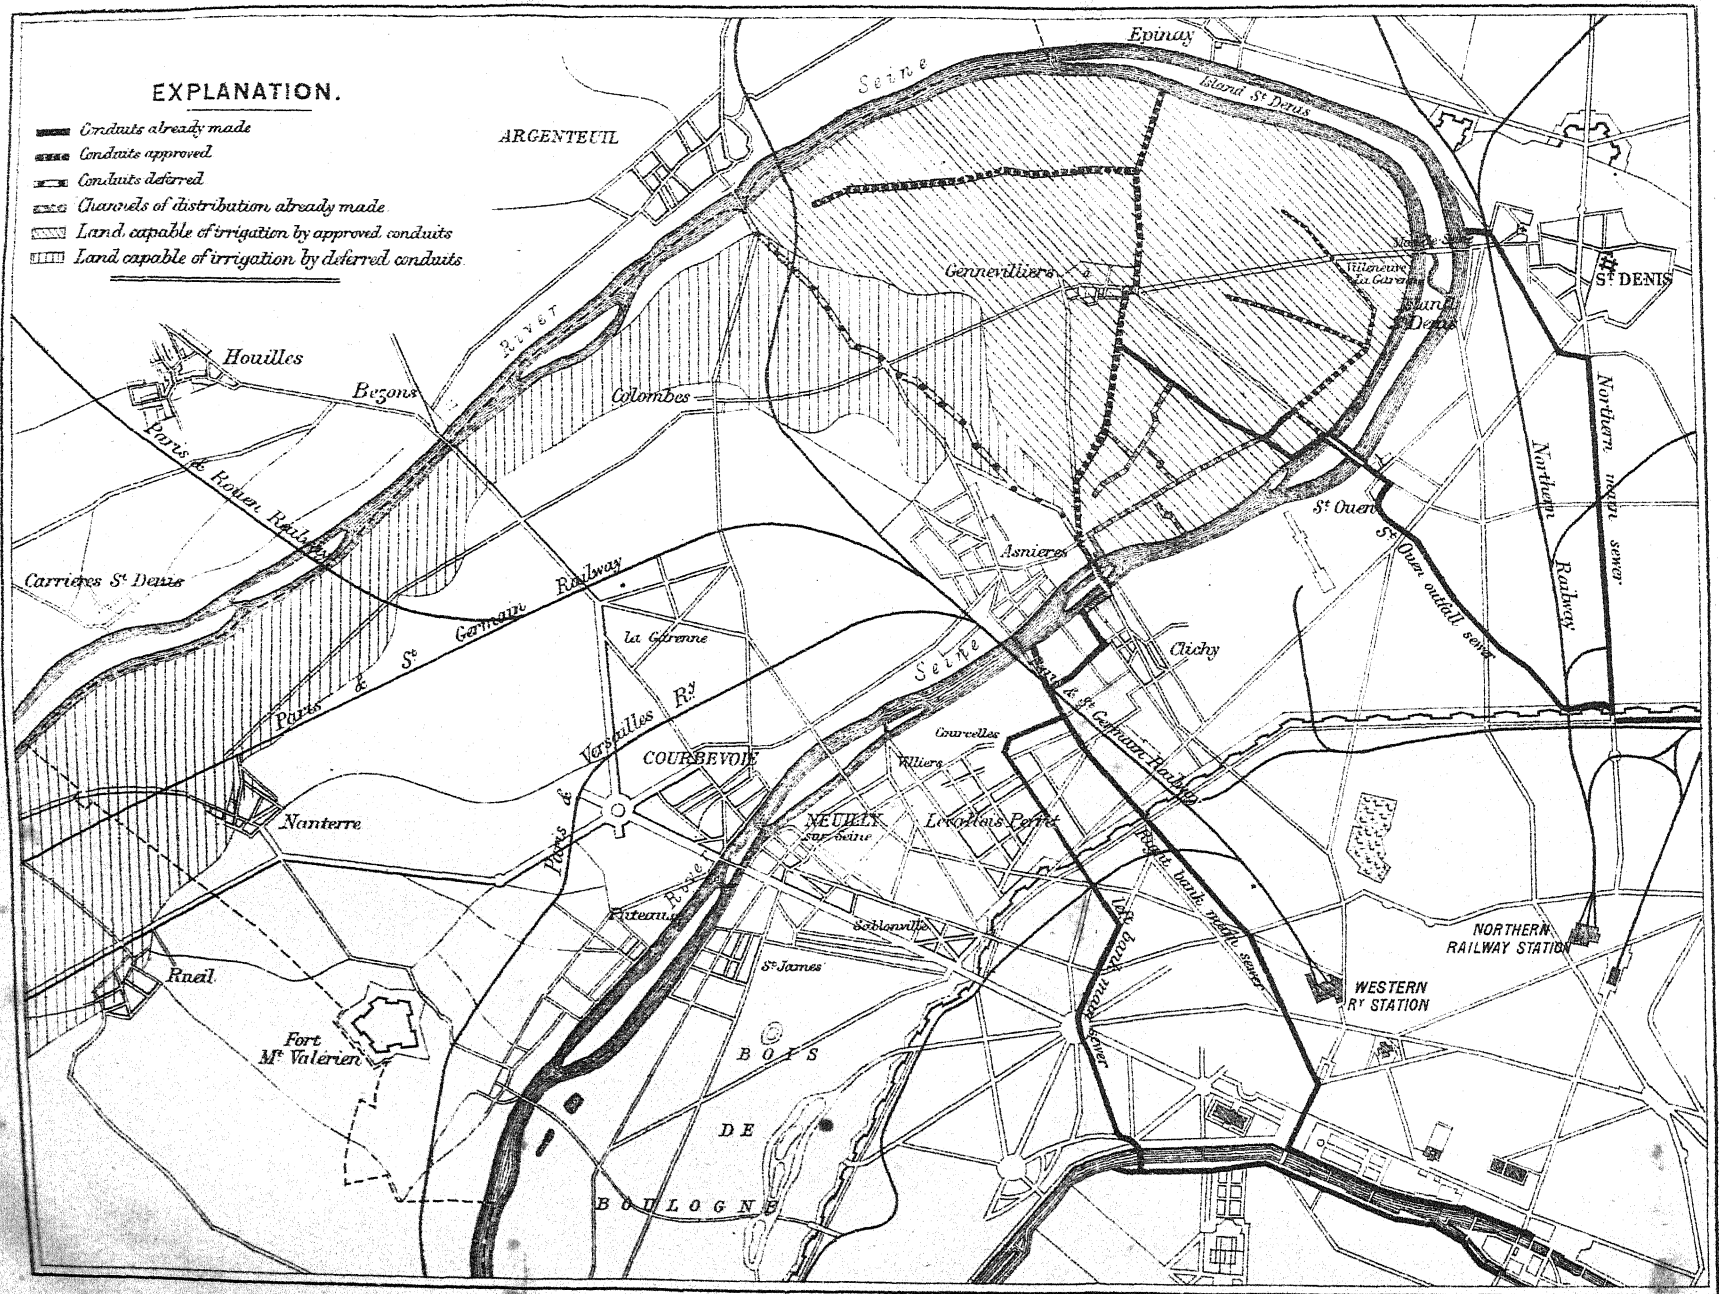 EXPLANATION.
Conduits already made
Conduits approved
Conduits deferred
Channels of distribution already made
Land capable of irrigation by approved conduits
Land capable of irrigation by deferred conduits.
Epinay
Seine
Island St Denis
ARGENTEUIL
Gennevilliers
Villeneuve
La Garenne
Island
St Denis
St DENIS
River
Houilles
Bezons
Colombes
Paris & Rouen Railway
Northern main sewer
Northern Railway
St Ouen
St Ouen outfall sewer
Asnieres
Carrieres St Denis
Paris & St Germain Railway
La Garenne
Clichy
Seine
Paris & St Germain Railway
Paris & Versailles Ry
Courcelles
COURBEVOIE
Villiers
Nanterre
NEUILLY
sur Seine
Levallois Perret
Right bank main sewer
River
Puteaux
Sablonville
left bank main sewer
NORTHERN
RAILWAY STATION
St James
Rueil
WESTERN
RY STATION
Fort
Mt Valérien
BOIS
DE
BOULOGNE